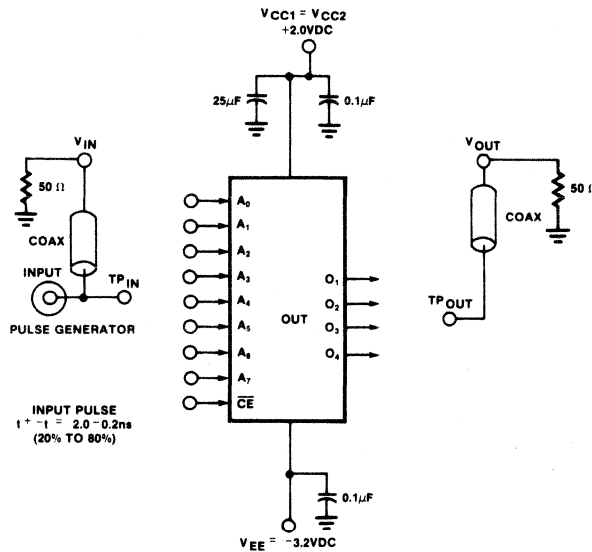 VCC1 = VCC2
+2.0VDC
25µF
0.1µF
VIN
50 Ω
COAX
INPUT
TPIN
PULSE GENERATOR
INPUT PULSE
t + -t = 2.0 - 0.2ns
(20% TO 80%)
A0
A1
A2
A3
A4
A5
A6
A7
CE
OUT
O1
O2
O3
O4
VOUT
50 Ω
COAX
TPOUT
0.1µF
VEE = -3.2VDC